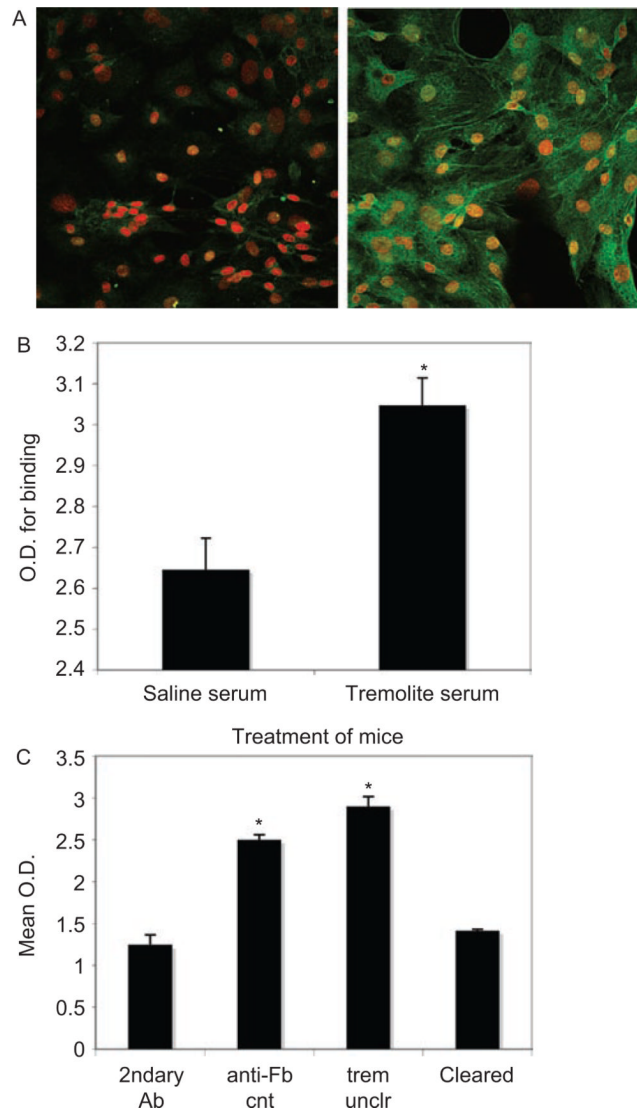 A
B
3.2
3.1
3
2.9
2.8
2.7
2.6
2.5
2.4
O.D. for binding
*
Saline serum
Tremolite serum
Treatment of mice
C
3.5
3
2.5
2
1.5
1
0.5
0
Mean O.D.
*
*
2ndary
Ab
anti-Fb
cnt
trem
unclr
Cleared